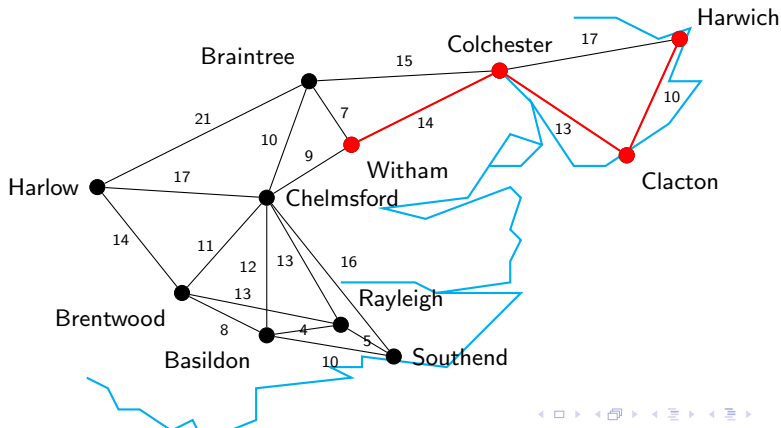 Harwich
Colchester
17
Braintree
15
10
21
7
14
13
10
9
Witham
Clacton
Harlow
17
Chelmsford
14
11
12
13
16
13
Rayleigh
Brentwood
8
4
5
Basildon
10
Southend